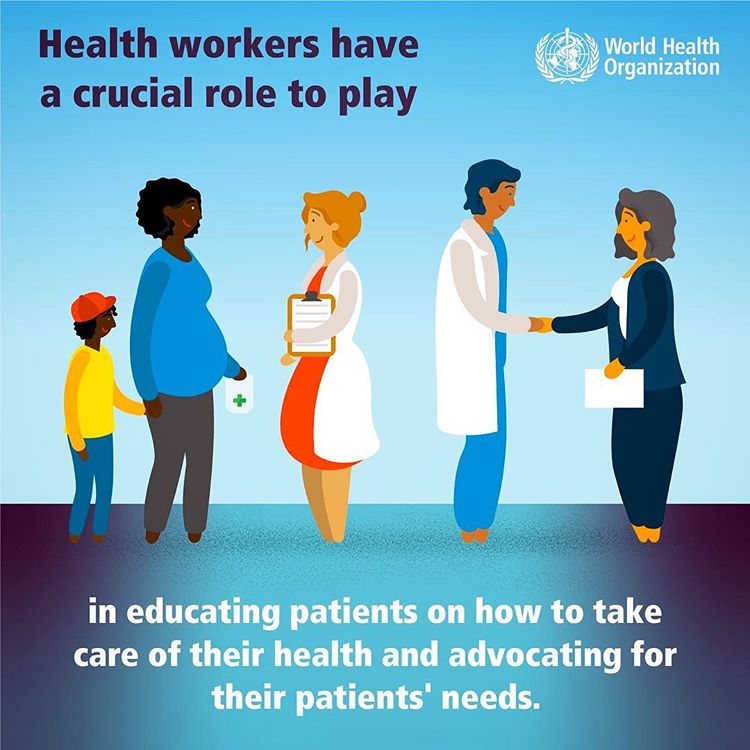 Health workers have
a crucial role to play
World Health
Organization
in educating patients on how to take
care of their health and advocating for
their patients' needs.